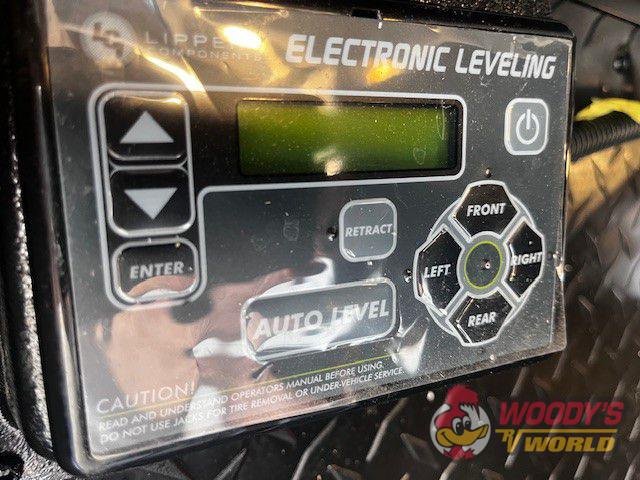 LIPPERT
COMPONENTS
ELECTRONIC LEVELING
ENTER
RETRACT
AUTO LEVEL
FRONT
LEFT
RIGHT
REAR
CAUTION!
READ AND UNDERSTAND OPERATORS MANUAL BEFORE USING.
DO NOT USE JACKS FOR TIRE REMOVAL OR UNDER-VEHICLE SERVICE.
WOODY'S
RV WORLD